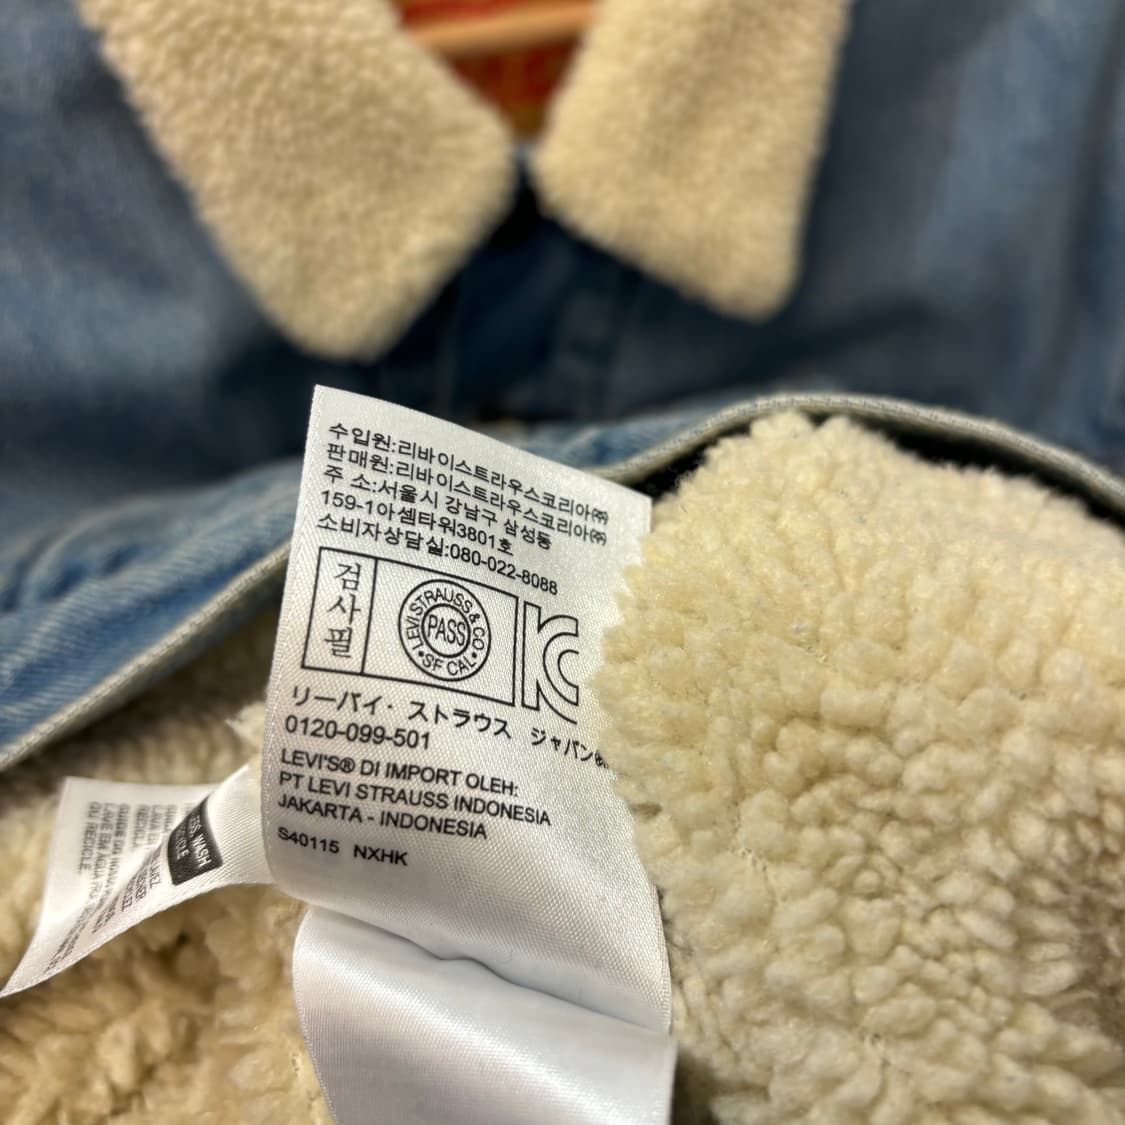 수입원:리바이스트라우스코리아㈜
판매원:리바이스트라우스코리아㈜
주 소:서울시 강남구 삼성동
159-1아셈타워3801호
소비자상담실:080-022-8088
검
사
필
LEVI STRAUSS & CO
PASS
• SF CAL •
リーバイ・ストラウス ジャパン㈱
0120-099-501
LEVI'S® DI IMPORT OLEH:
PT LEVI STRAUSS INDONESIA
JAKARTA - INDONESIA
S40115 NXHK
WASH
OU RECICLE.